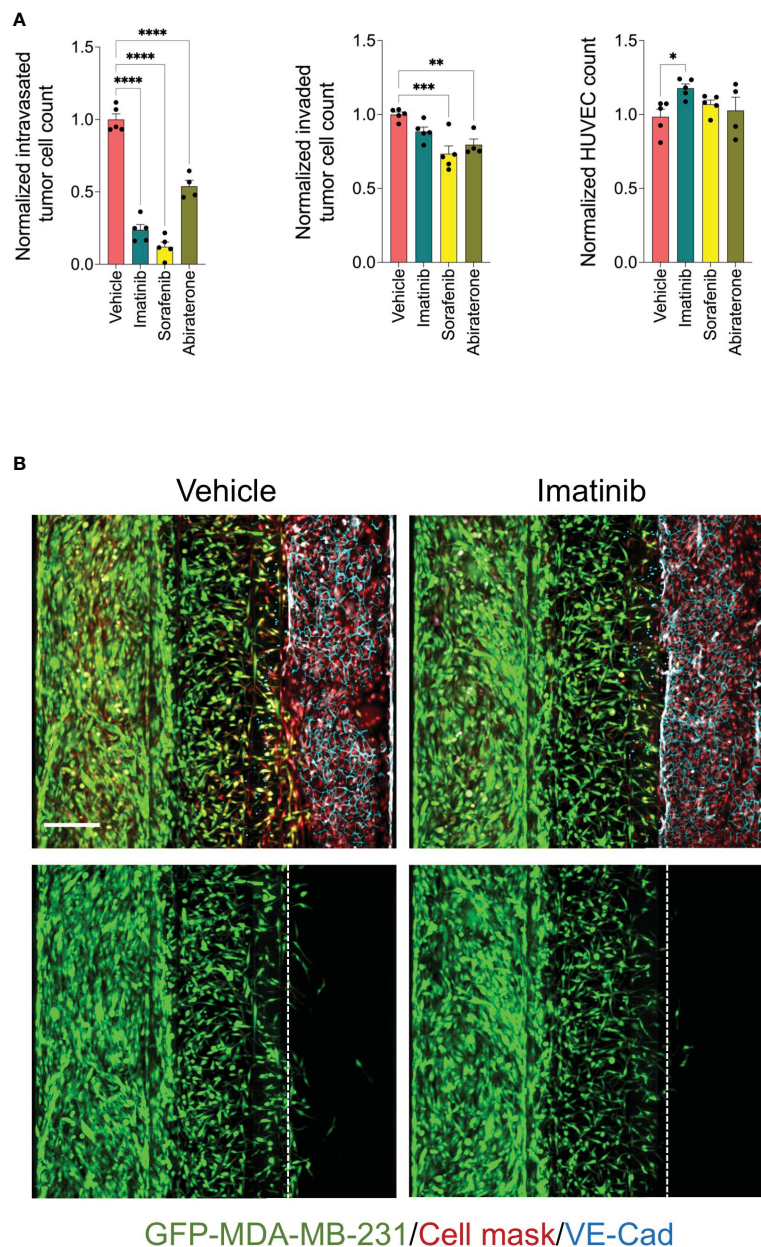 A
Normalized intravasated
tumor cell count
1.5
1.0
0.5
0.0
****
****
****
Vehicle
Imatinib
Sorafenib
Abiraterone
Normalized invaded
tumor cell count
1.5
1.0
0.5
0.0
**
***
Vehicle
Imatinib
Sorafenib
Abiraterone
Normalized HUVEC count
1.5
1.0
0.5
0.0
*
Vehicle
Imatinib
Sorafenib
Abiraterone
B
Vehicle
Imatinib
GFP-MDA-MB-231/Cell mask/VE-Cad